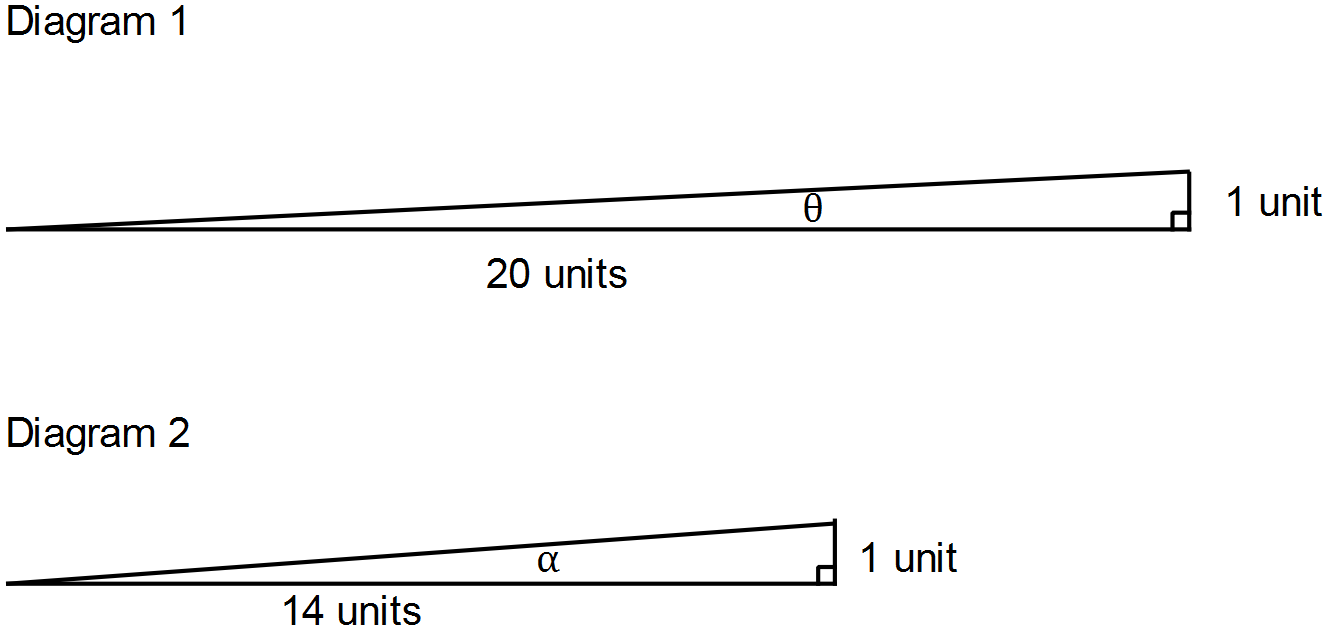 Diagram 1
θ
1 unit
20 units
Diagram 2
α
1 unit
14 units